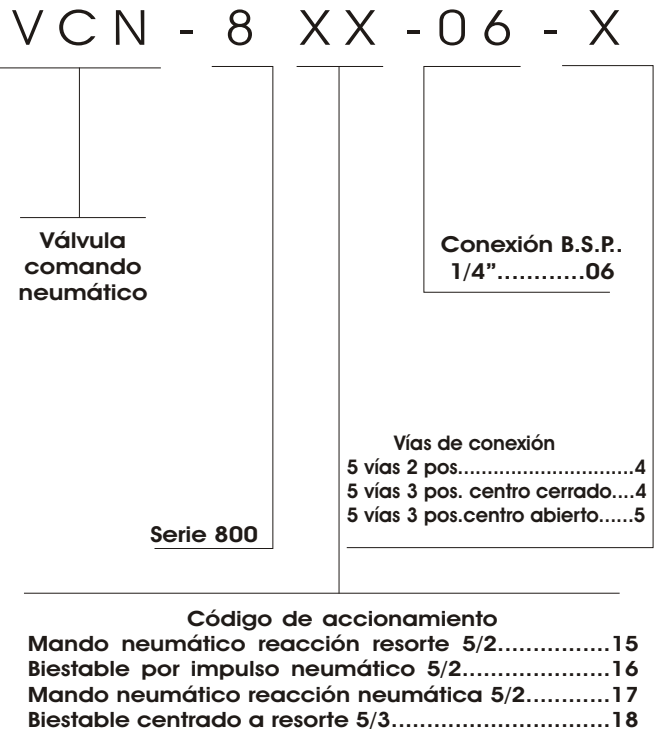 VCN - 8 XX - 06 - X
Válvula
comando
neumático
Conexión B.S.P..
1/4”............06
Vías de conexión
5 vías 2 pos.............................4
5 vías 3 pos. centro cerrado....4
5 vías 3 pos.centro abierto......5
Serie 800
Código de accionamiento
Mando neumático reacción resorte 5/2................15
Biestable por impulso neumático 5/2.....................16
Mando neumático reacción neumática 5/2............17
Biestable centrado a resorte 5/3..............................18